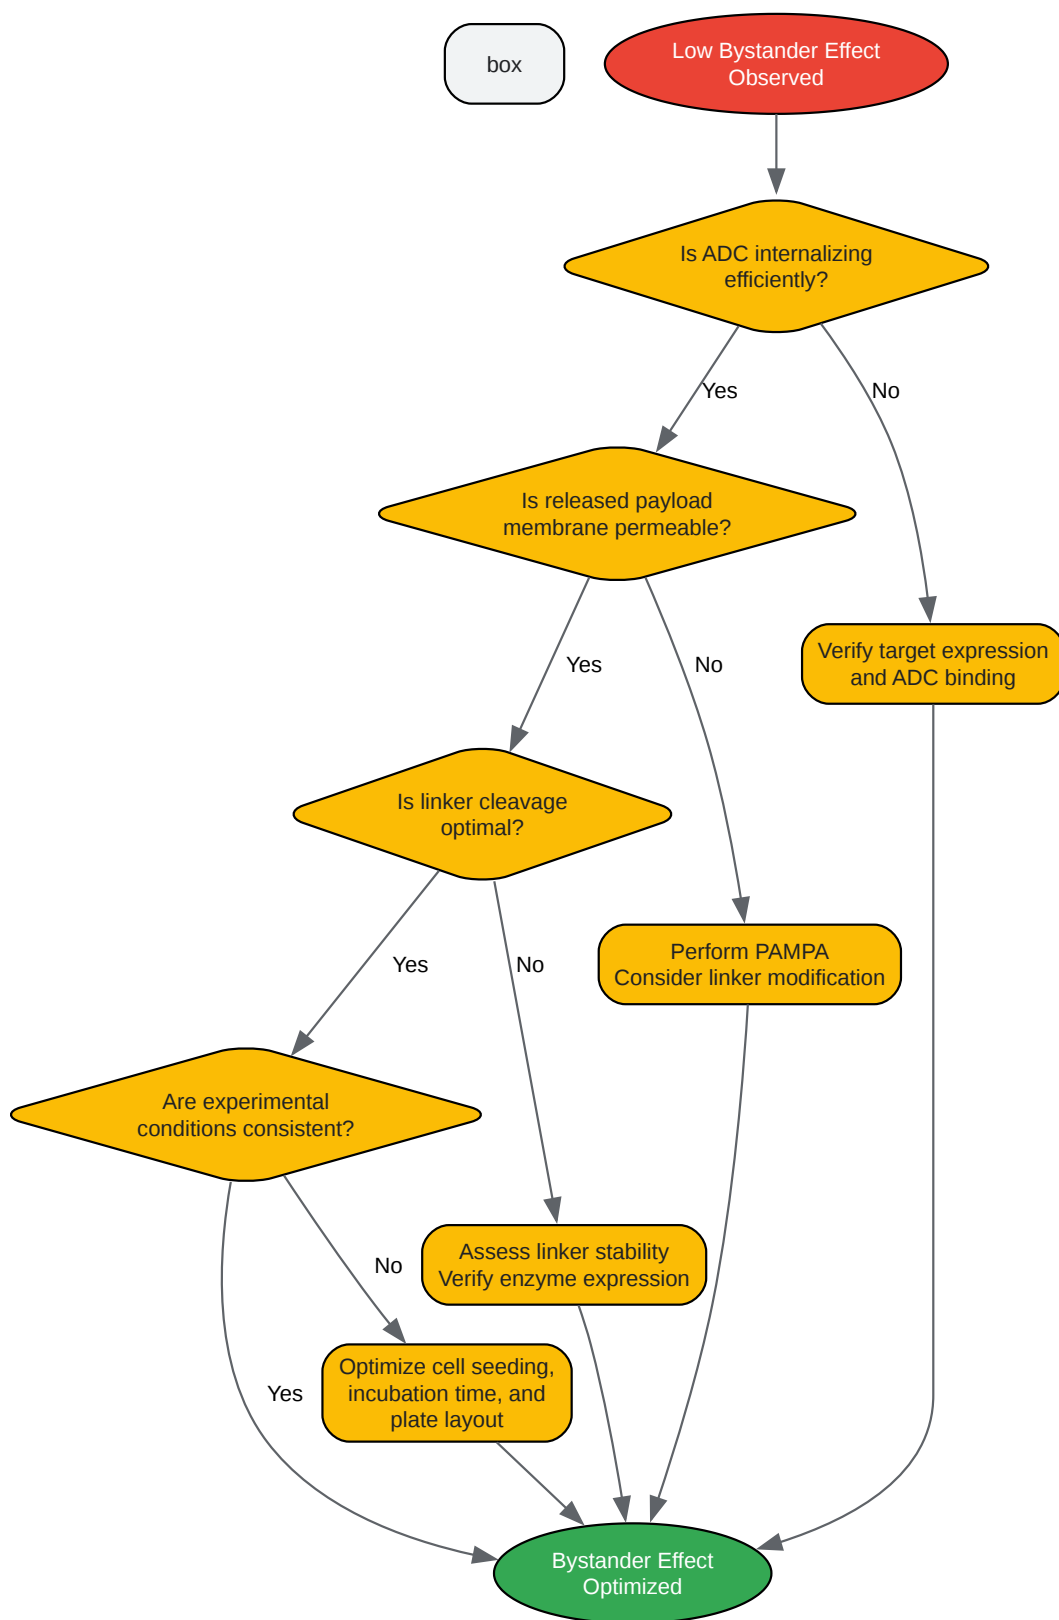 box
Low Bystander Effect
Observed
Is ADC internalizing
efficiently?
Yes
No
Is released payload
membrane permeable?
Yes
No
Verify target expression
and ADC binding
Is linker cleavage
optimal?
Yes
No
Perform PAMPA
Consider linker modification
Are experimental
conditions consistent?
No
Assess linker stability
Verify enzyme expression
Yes
Optimize cell seeding,
incubation time, and
plate layout
Bystander Effect
Optimized